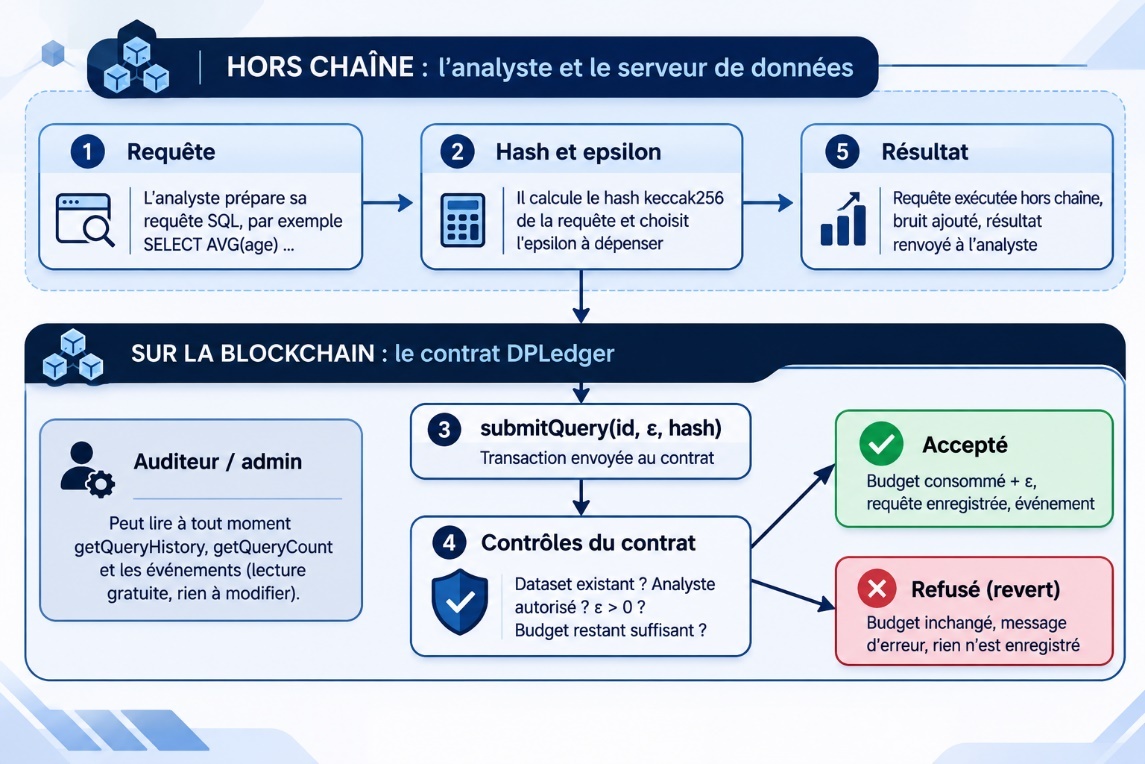 HORS CHAÎNE : l'analyste et le serveur de données
1 Requête
L'analyste prépare sa
requête SQL, par exemple
SELECT AVG(age) ...
2 Hash et epsilon
Il calcule le hash keccak256
de la requête et choisit
l'epsilon à dépenser
5 Résultat
Requête exécutée hors chaîne,
bruit ajouté, résultat
renvoyé à l'analyste
SUR LA BLOCKCHAIN : le contrat DPLedger
Auditeur / admin
Peut lire à tout moment
getQueryHistory, getQueryCount
et les événements (lecture
gratuite, rien à modifier).
3 submitQuery(id, ε, hash)
Transaction envoyée au contrat
4 Contrôles du contrat
Dataset existant ? Analyste
autorisé ? ε > 0 ?
Budget restant suffisant ?
Accepté
Budget consommé + ε,
requête enregistrée, événement
Refusé (revert)
Budget inchangé, message
d'erreur, rien n'est enregistré